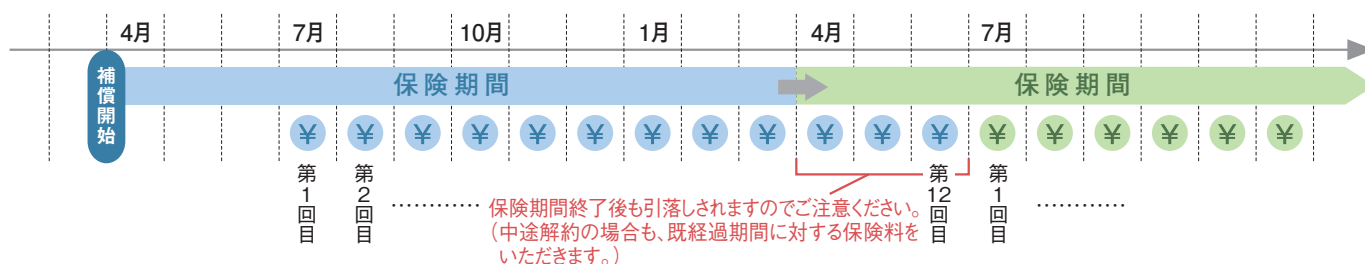 4月 7月 10月 1月 4月 7月
補償開始
保険期間 保険期間
¥ ¥ ¥ ¥ ¥ ¥ ¥ ¥ ¥ ¥ ¥ ¥ ¥ ¥ ¥ ¥ ¥ ¥
第1回目
第2回目
…………
保険期間終了後も引落しされますのでご注意ください。
(中途解約の場合も、既経過期間に対する保険料を
いただきます。)
第12回目
第1回目
…………